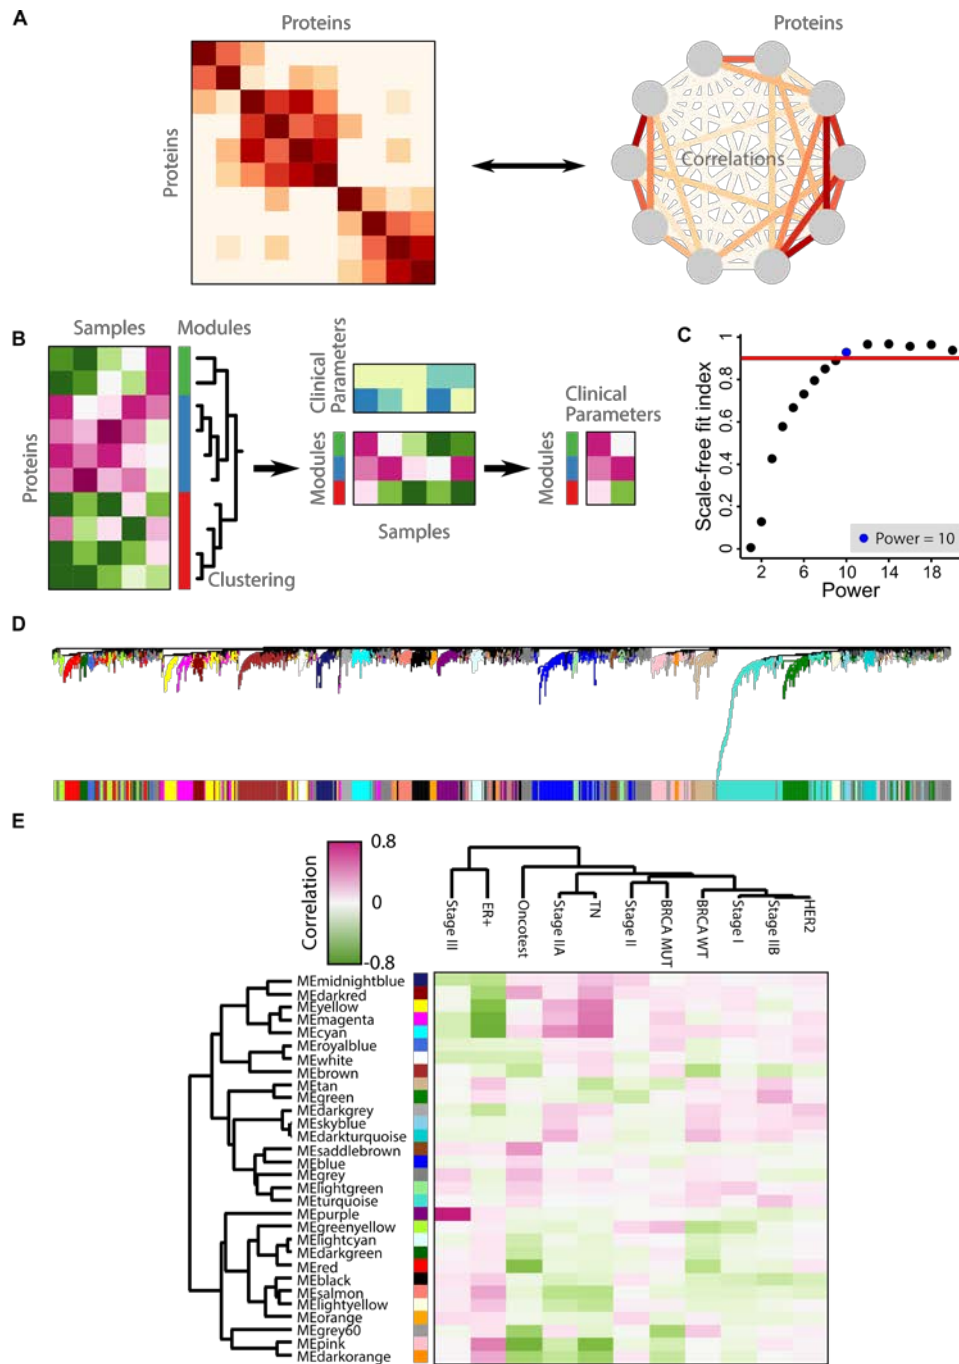 A
Proteins
Proteins
Proteins
Correlations
B
Samples
Modules
Proteins
Clustering
Clinical
Parameters
Modules
Samples
Clinical
Parameters
Modules
C
Scale-free fit index
1
0.8
0.6
0.4
0.2
0
Power = 10
2
6
10
14
18
Power
D
E
Correlation
0.8
0
-0.8
Stage III
ER+
Oncotest
Stage IIA
TN
Stage II
BRCA MUT
BRCA WT
Stage I
Stage IIB
HER2
MEmidnightblue
MEdarkred
MEyellow
MEmagenta
MEcyan
MEroyalblue
MEwhite
MEbrown
MEtan
MEgreen
MEdarkgrey
MEskyblue
MEdarkturquoise
MEsaddlebrown
MEblue
MEgrey
MElightgreen
MEturquoise
MEpurple
MEgreenyellow
MElightcyan
MEdarkgreen
MEred
MEblack
MEsalmon
MElightyellow
MEorange
MEgrey60
MEpink
MEdarkorange